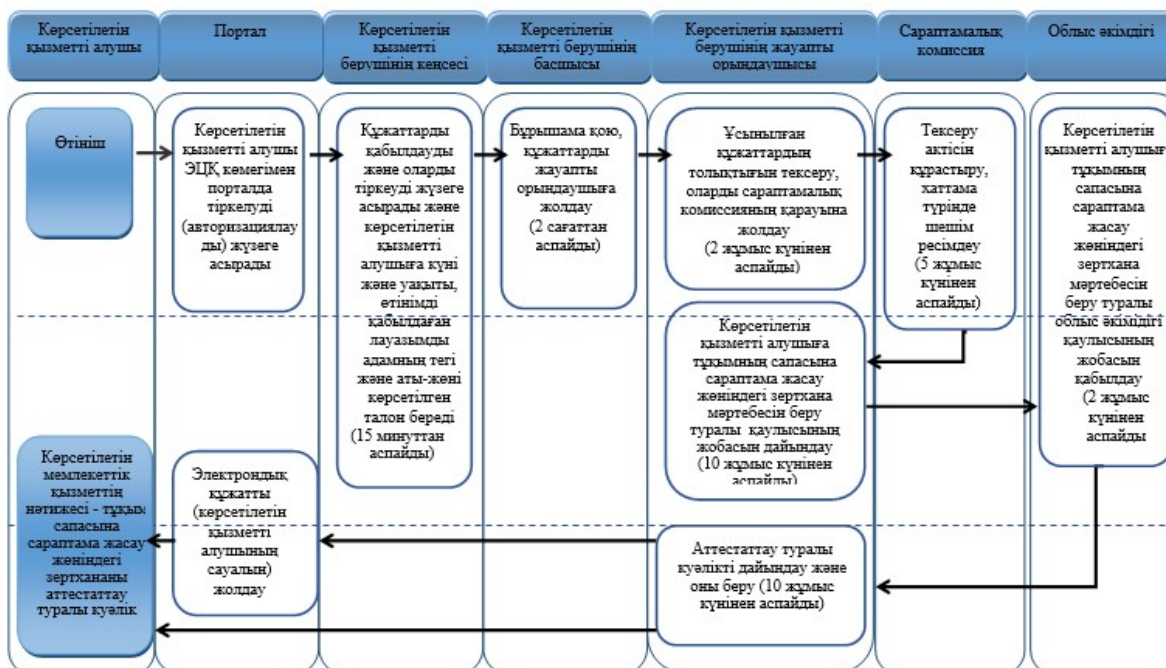 Көрсетілетін
қызметті алушы
Портал
Көрсетілетін
қызметті
берушінің кеңсесі
Көрсетілетін
қызмет берушінің
басшысы
Көрсетілетін қызметті
берушінің жауапты
орындаушысы
Сараптамалық
комиссия
Облыс әкімдігі
Өтініш
Көрсетілетін
қызметті алушы
ЭЦҚ көмегімен
порталда
тіркелуді
(авторизациялау
ды) жүзеге
асырады
Құжаттарды
қабылдауды
және оларды
тіркеуді жүзеге
асырады және
көрсетілетін
қызметті
алушыға күні
және уақыты,
өтінімді
қабылдаған
лауазымды
адамның тегі
және аты-жөні
көрсетілген
талон береді
(15 минуттан
аспайды)
Бұрышама қою,
құжаттарды
жауапты
орындаушыға
жолдау
(2 сағаттан
аспайды)
Ұсынылған
құжаттардың
толықтығын тексеру,
оларды сараптамалық
комиссияның қарауына
жолдау
(2 жұмыс күнінен
аспайды)
Тексеру
актісін
құрастыру,
хаттама
түрінде
шешім
ресімдеу
(5 жұмыс
күнінен
аспайды)
Көрсетілетін
қызметті алушыға
тұқымның
сапасына
сараптама
жасау
жөніндегі
зертхана
мәртебесін
беру туралы
облыс әкімідігі
қаулысының
жобасын
қабылдау
(2 жұмыс
күнінен
аспайды
Көрсетілетін
қызметті алушыға
тұқымның сапасына
сараптама жасау
жөніндегі зертхана
мәртебесін беру
туралы қаулысының
жобасын дайындау
(10 жұмыс күнінен
аспайды)
Көрсетілетін
мемлекеттік
қызметтің
нәтижесі - тұқым
сапасына
сараптама жасау
жөніндегі
зертхананы
аттестаттау
туралы куәлік
Электрондық
құжатты
(көрсетілетін
қызметті
алушының
сауалын)
жолдау
Аттестаттау туралы
куәлікті дайындау және
оны беру (10 жұмыс
күнінен аспайды)